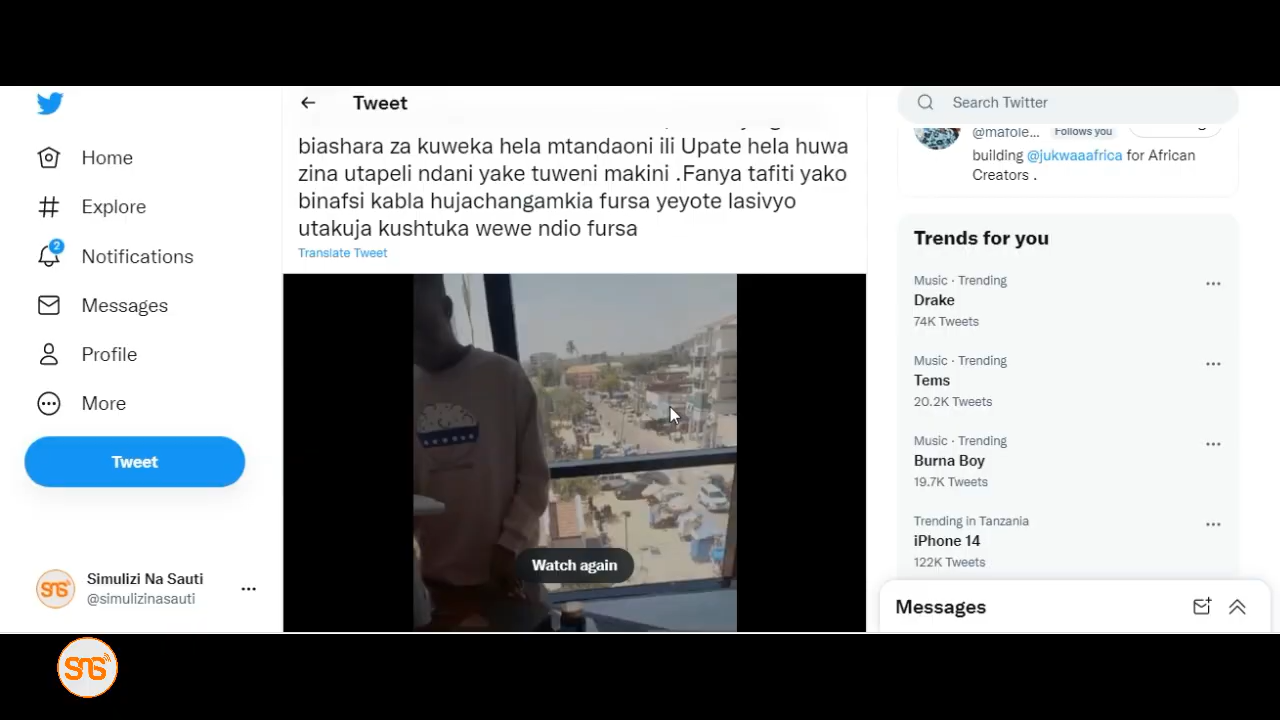 Home
Explore
2
Notifications
Messages
Profile
More
Tweet
SNS
Simulizi Na Sauti
@simulizinasauti
Tweet
biashara za kuweka hela mtandaoni ili Upate hela huwa
zina utapeli ndani yake tuweni makini .Fanya tafiti yako
binafsi kabla hujachangamkia fursa yeyote lasivyo
utakuja kushtuka wewe ndio fursa
Translate Tweet
Watch again
Search Twitter
@mafole... Follows you
building @jukwaaafrica for African
Creators .
Trends for you
Music · Trending
Drake
74K Tweets
Music · Trending
Tems
20.2K Tweets
Music · Trending
Burna Boy
19.7K Tweets
Trending in Tanzania
iPhone 14
122K Tweets
Messages
SNS